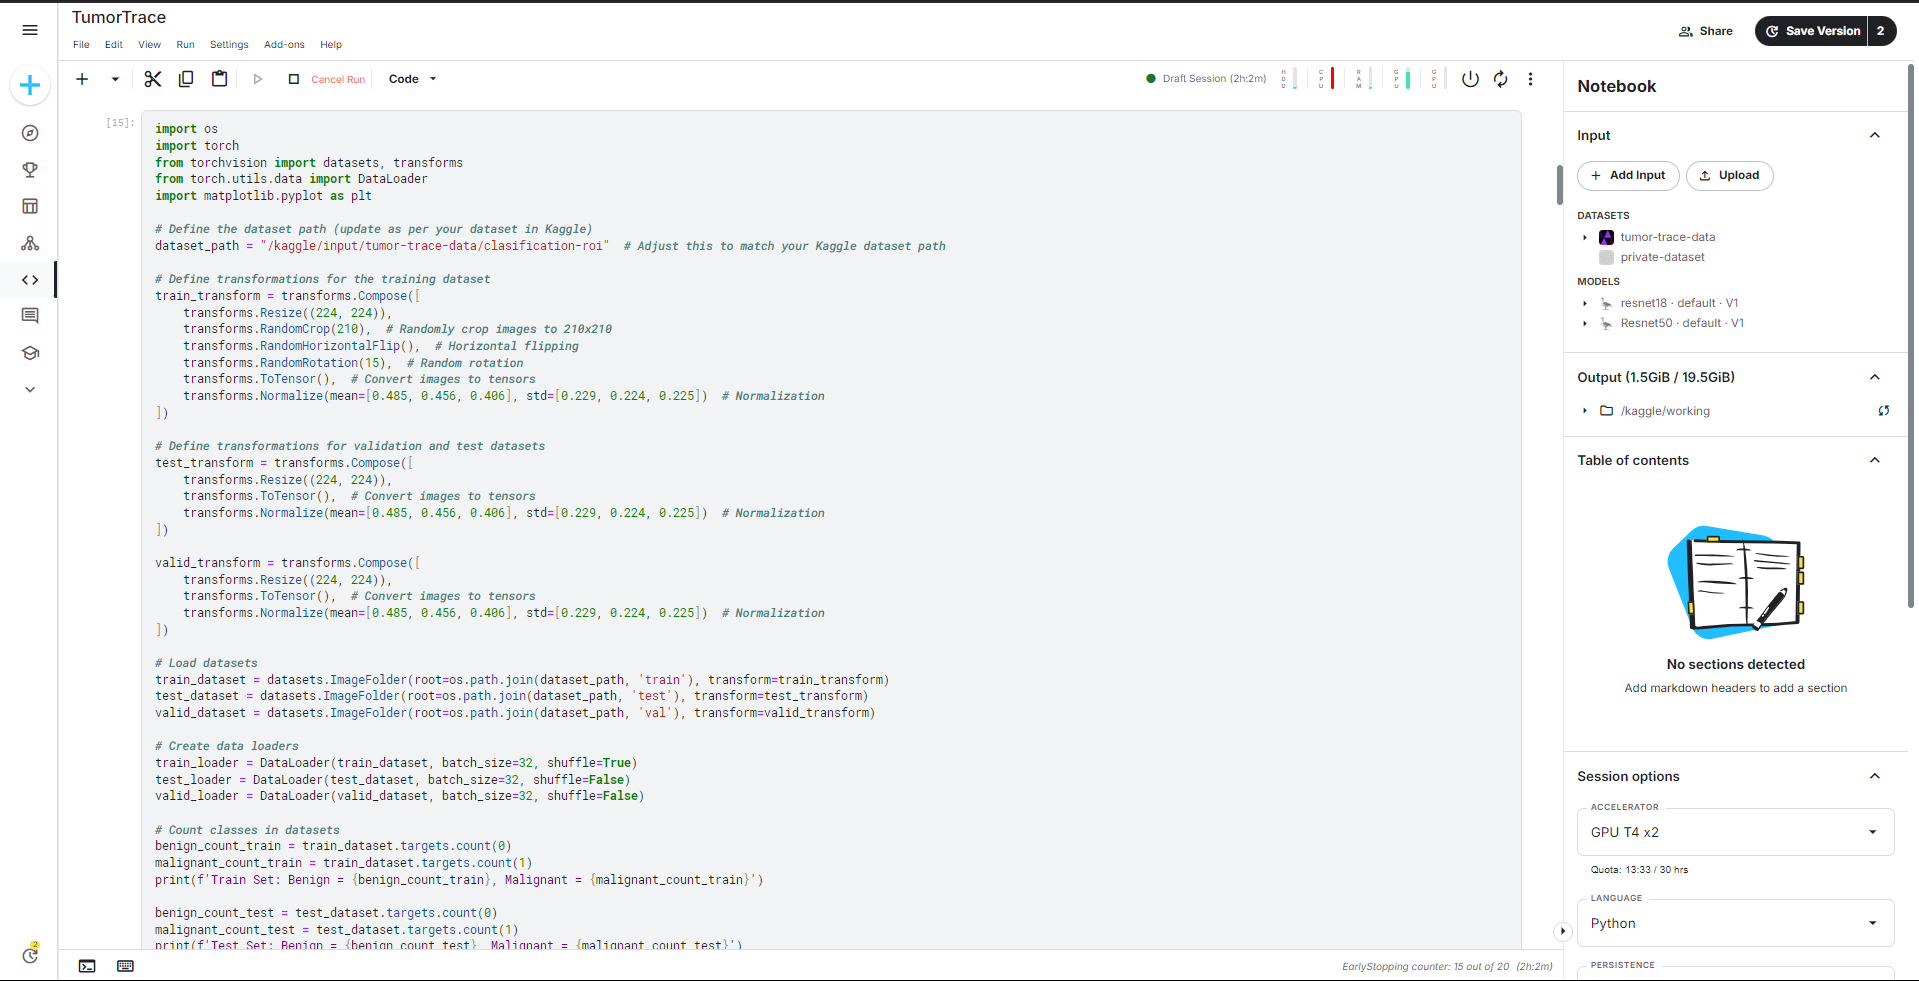 TumorTrace
File Edit View Run Settings Add-ons Help
Share
Save Version 2
Cancel Run
Code
Draft Session (2h:2m)
HDD
CPU
RAM
GPU
GPU
[15]:
import os
import torch
from torchvision import datasets, transforms
from torch.utils.data import DataLoader
import matplotlib.pyplot as plt
# Define the dataset path (update as per your dataset in Kaggle)
dataset_path = "/kaggle/input/tumor-trace-data/clasification-roi"  # Adjust this to match your Kaggle dataset path
# Define transformations for the training dataset
train_transform = transforms.Compose([
    transforms.Resize((224, 224)),
    transforms.RandomCrop(210),  # Randomly crop images to 210x210
    transforms.RandomHorizontalFlip(),  # Horizontal flipping
    transforms.RandomRotation(15),  # Random rotation
    transforms.ToTensor(),  # Convert images to tensors
    transforms.Normalize(mean=[0.485, 0.456, 0.406], std=[0.229, 0.224, 0.225])  # Normalization
])
# Define transformations for validation and test datasets
test_transform = transforms.Compose([
    transforms.Resize((224, 224)),
    transforms.ToTensor(),  # Convert images to tensors
    transforms.Normalize(mean=[0.485, 0.456, 0.406], std=[0.229, 0.224, 0.225])  # Normalization
])
valid_transform = transforms.Compose([
    transforms.Resize((224, 224)),
    transforms.ToTensor(),  # Convert images to tensors
    transforms.Normalize(mean=[0.485, 0.456, 0.406], std=[0.229, 0.224, 0.225])  # Normalization
])
# Load datasets
train_dataset = datasets.ImageFolder(root=os.path.join(dataset_path, 'train'), transform=train_transform)
test_dataset = datasets.ImageFolder(root=os.path.join(dataset_path, 'test'), transform=test_transform)
valid_dataset = datasets.ImageFolder(root=os.path.join(dataset_path, 'val'), transform=valid_transform)
# Create data loaders
train_loader = DataLoader(train_dataset, batch_size=32, shuffle=True)
test_loader = DataLoader(test_dataset, batch_size=32, shuffle=False)
valid_loader = DataLoader(valid_dataset, batch_size=32, shuffle=False)
# Count classes in datasets
benign_count_train = train_dataset.targets.count(0)
malignant_count_train = train_dataset.targets.count(1)
print(f'Train Set: Benign = {benign_count_train}, Malignant = {malignant_count_train}')
benign_count_test = test_dataset.targets.count(0)
malignant_count_test = test_dataset.targets.count(1)
print(f'Test Set: Benign = {benign_count_test}, Malignant = {malignant_count_test}')
EarlyStopping counter: 15 out of 20 (2h:2m)
2
Notebook
Input
Add Input
Upload
DATASETS
tumor-trace-data
private-dataset
MODELS
resnet18 · default · V1
Resnet50 · default · V1
Output (1.5GiB / 19.5GiB)
/kaggle/working
Table of contents
No sections detected
Add markdown headers to add a section
Session options
ACCELERATOR
GPU T4 x2
Quota: 13:33 / 30 hrs
LANGUAGE
Python
PERSISTENCE